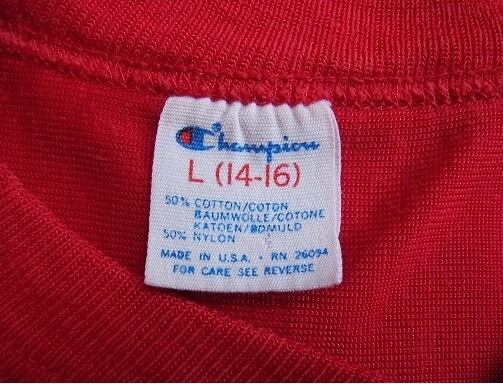 Champion
L (14-16)
50% COTTON/COTON
BAUMWOLLE/COTONE
KATOEN/BOMULD
50% NYLON
MADE IN U.S.A. · RN 26094
FOR CARE SEE REVERSE